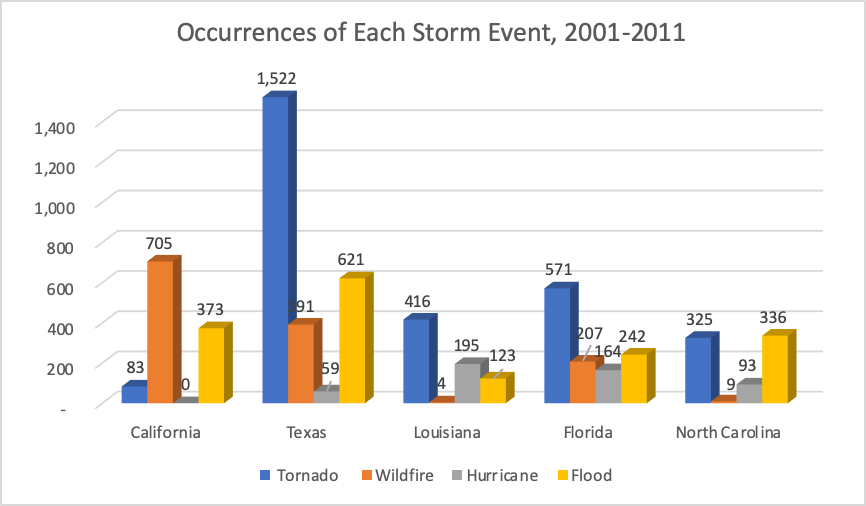 Occurrences of Each Storm Event, 2001-2011
1,522
1,400
1,200
1,000
800
600
400
200
-
83
705
0
373
391
59
621
416
4
195
123
571
207
164
242
325
9
93
336
California
Texas
Louisiana
Florida
North Carolina
Tornado
Wildfire
Hurricane
Flood